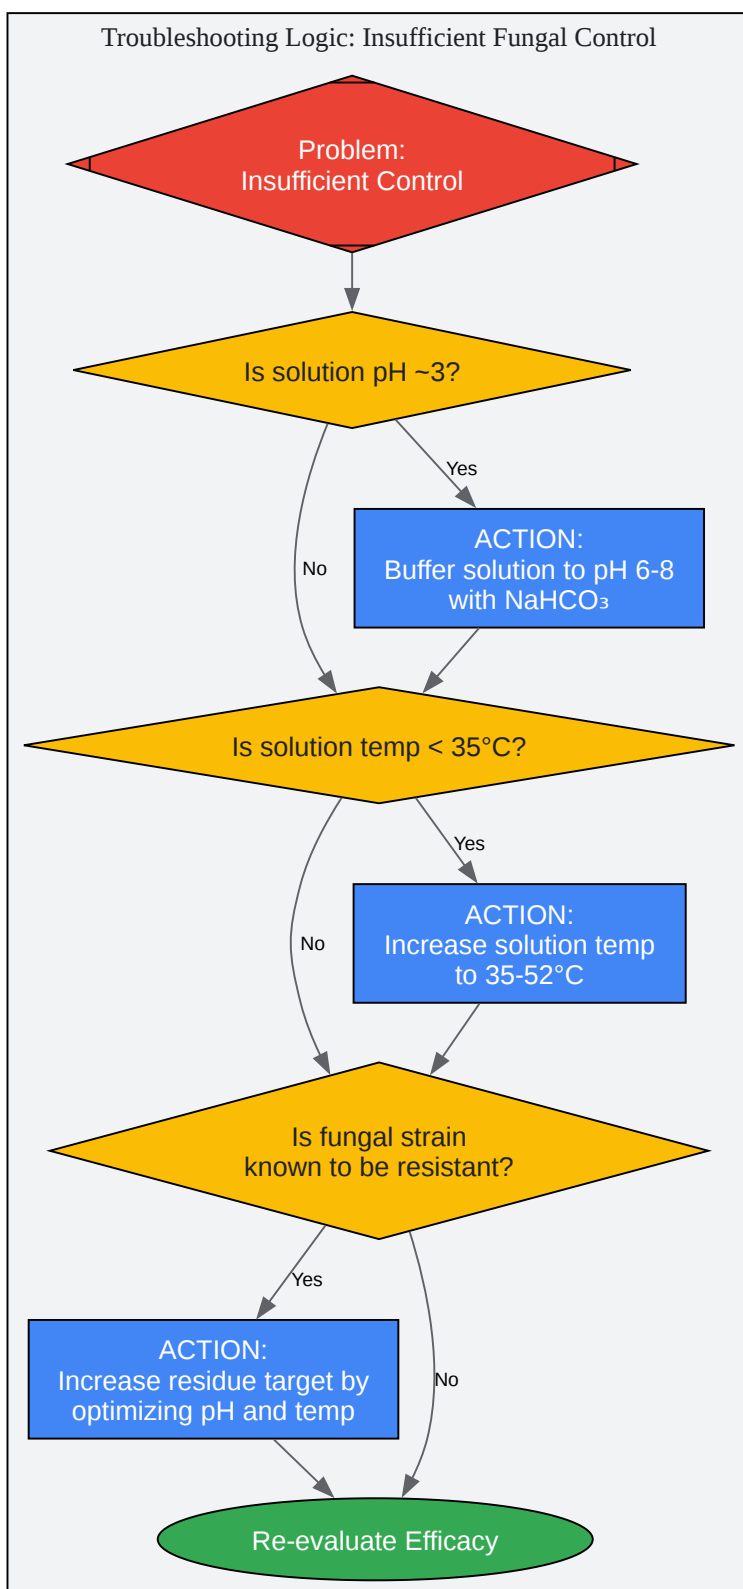 Troubleshooting Logic: Insufficient Fungal Control
Problem:
Insufficient Control
Is solution pH ~3?
Yes
No
ACTION:
Buffer solution to pH 6-8
with NaHCO₃
Is solution temp < 35°C?
Yes
No
ACTION:
Increase solution temp
to 35-52°C
Is fungal strain
known to be resistant?
Yes
No
ACTION:
Increase residue target by
optimizing pH and temp
Re-evaluate Efficacy